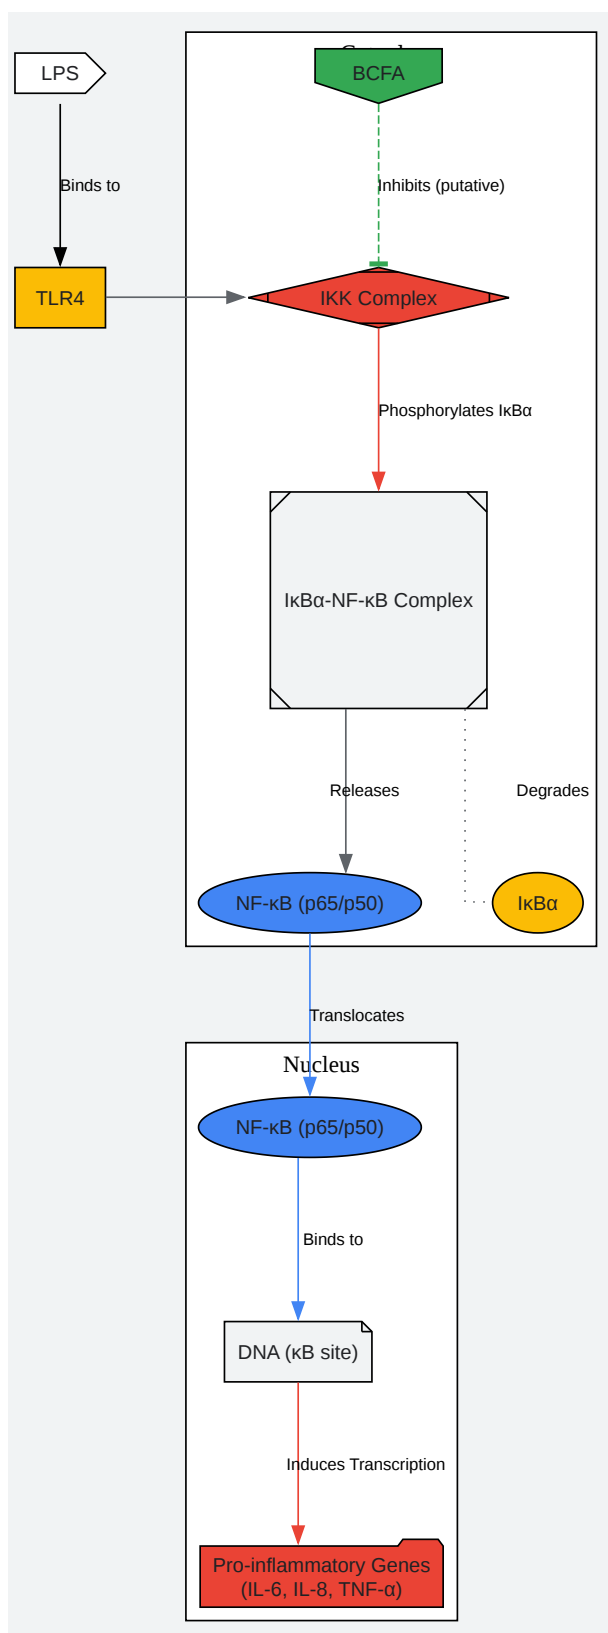 LPS
BCFA
Binds to
Inhibits (putative)
TLR4
IKK Complex
Phosphorylates IκBα
IκBα-NF-κB Complex
Releases
Degrades
NF-κB (p65/p50)
IκBα
Translocates
Nucleus
NF-κB (p65/p50)
Binds to
DNA (κB site)
Induces Transcription
Pro-inflammatory Genes
(IL-6, IL-8, TNF-α)